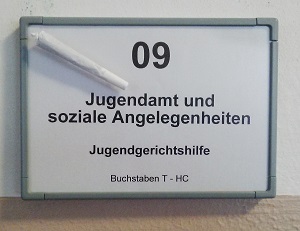 09
Jugendamt und
soziale Angelegenheiten
Jugendgerichtshilfe
Buchstaben T - HC